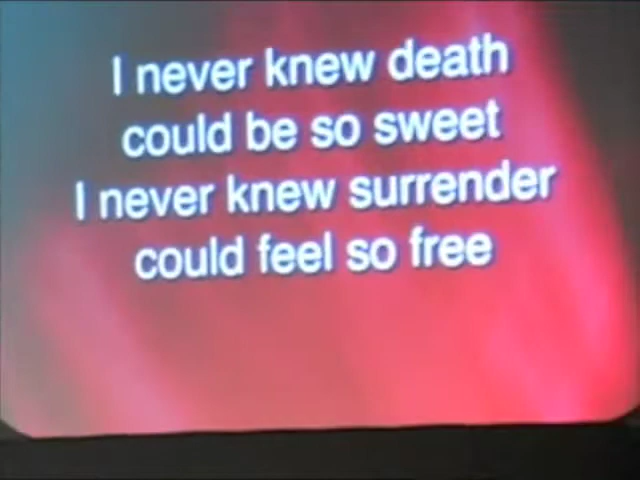 I never knew death
could be so sweet
I never knew surrender
could feel so free